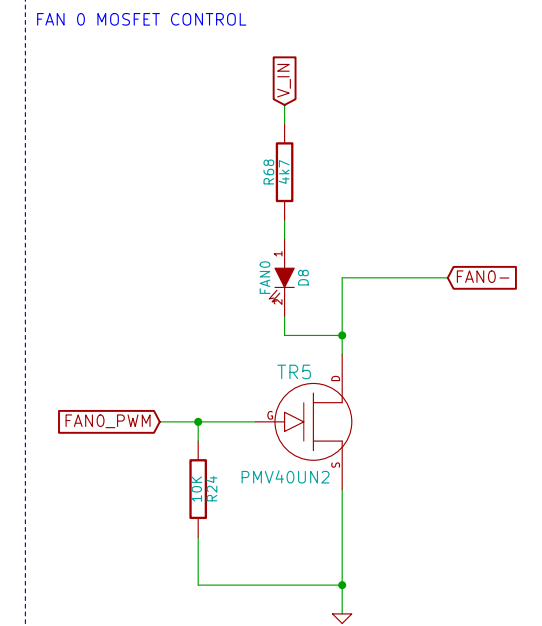 FAN 0 MOSFET CONTROL
V_IN
R68
4k7
1
FAN0
D8
2
FAN0-
TR5
D
G
FAN0_PWM
S
PMV40UN2
10K
R24